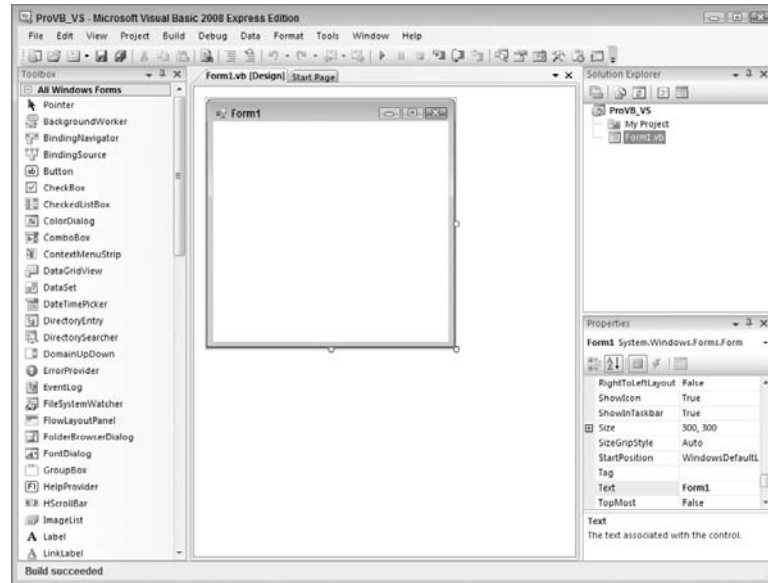 ProVB_VS - Microsoft Visual Basic 2008 Express Edition
File Edit View Project Build Debug Data Format Tools Window Help
Toolbox
All Windows Forms
Pointer
BackgroundWorker
BindingNavigator
BindingSource
Button
CheckBox
CheckedListBox
ColorDialog
ComboBox
ContextMenuStrip
DataGridView
DataSet
DateTimePicker
DirectoryEntry
DirectorySearcher
DomainUpDown
ErrorProvider
EventLog
FileSystemWatcher
FlowLayoutPanel
FolderBrowserDialog
FontDialog
GroupBox
HelpProvider
HScrollBar
ImageList
A Label
A LinkLabel
Form1.vb [Design] Start Page
Form1
Solution Explorer
ProVB_VS
My Project
Form1.vb
Properties
Form1 System.Windows.Forms.Form
RightToLeftLayout False
ShowIcon True
ShowInTaskbar True
Size 300, 300
SizeGripStyle Auto
StartPosition WindowsDefaultL
Tag
Text Form1
TopMost False
Text
The text associated with the control.
Build succeeded